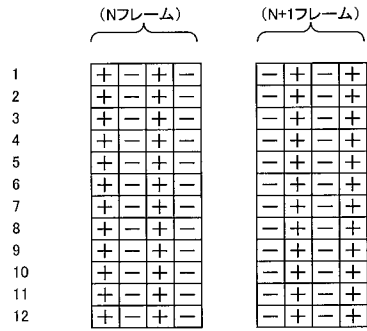 (Nフレーム) (N+1フレーム)
1 + − + − − + − +
2 + − + − − + − +
3 + − + − − + − +
4 + − + − − + − +
5 + − + − − + − +
6 + − + − − + − +
7 + − + − − + − +
8 + − + − − + − +
9 + − + − − + − +
10 + − + − − + − +
11 + − + − − + − +
12 + − + − − + − +